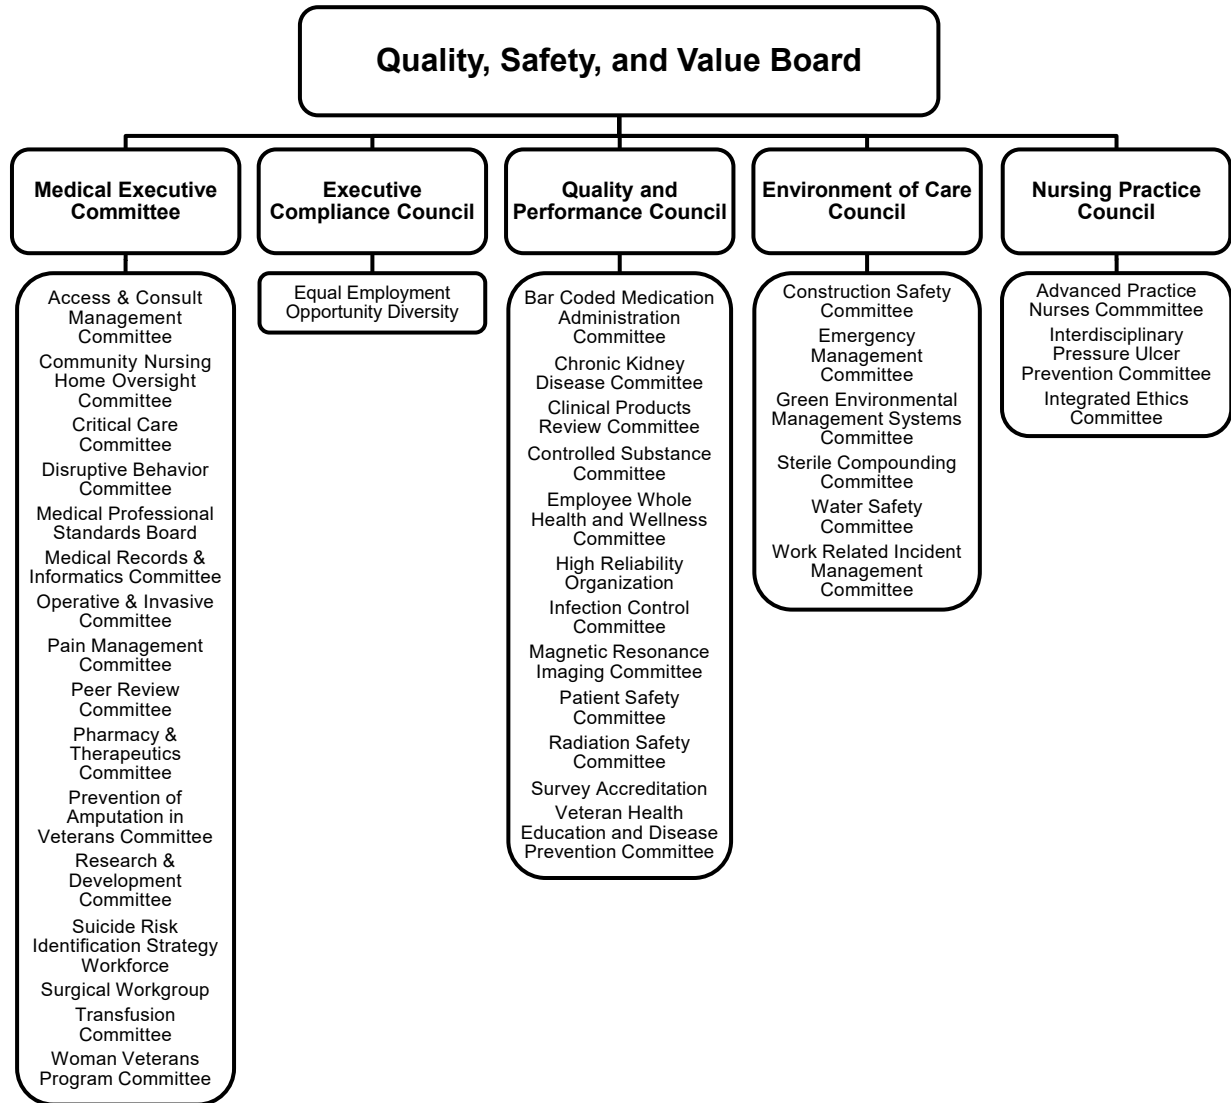 Quality, Safety, and Value Board
Medical Executive
Committee
Executive
Compliance Council
Quality and
Performance Council
Environment of Care
Council
Nursing Practice
Council
Access & Consult
Management
Committee
Community Nursing
Home Oversight
Committee
Critical Care
Committee
Disruptive Behavior
Committee
Medical Professional
Standards Board
Medical Records &
Informatics Committee
Operative & Invasive
Committee
Pain Management
Committee
Peer Review
Committee
Pharmacy &
Therapeutics
Committee
Prevention of
Amputation in
Veterans Committee
Research &
Development
Committee
Suicide Risk
Identification Strategy
Workforce
Surgical Workgroup
Transfusion
Committee
Woman Veterans
Program Committee
Equal Employment
Opportunity Diversity
Bar Coded Medication
Administration
Committee
Chronic Kidney
Disease Committee
Clinical Products
Review Committee
Controlled Substance
Committee
Employee Whole
Health and Wellness
Committee
High Reliability
Organization
Infection Control
Committee
Magnetic Resonance
Imaging Committee
Patient Safety
Committee
Radiation Safety
Committee
Survey Accreditation
Veteran Health
Education and Disease
Prevention Committee
Construction Safety
Committee
Emergency
Management
Committee
Green Environmental
Management Systems
Committee
Sterile Compounding
Committee
Water Safety
Committee
Work Related Incident
Management
Committee
Advanced Practice
Nurses Commmittee
Interdisciplinary
Pressure Ulcer
Prevention Committee
Integrated Ethics
Committee